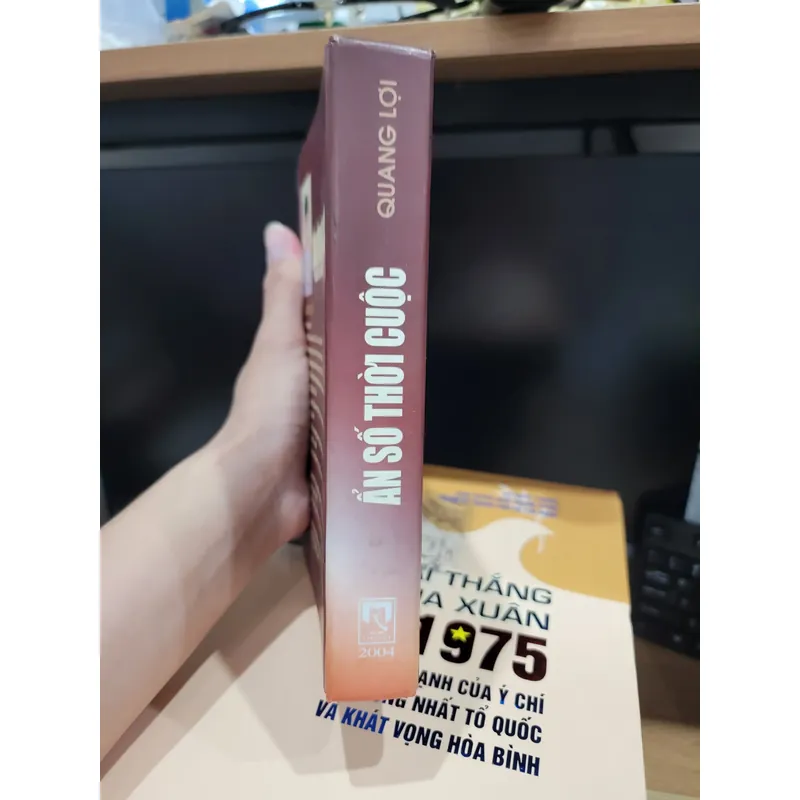 QUANG LỢI
ẨN SỐ THỜI CUỘC
2004
THẮNG
XUÂN
1975
CỦA Ý CHÍ
NHẤT TỔ QUỐC
VÀ KHÁT VỌNG HÒA BÌNH